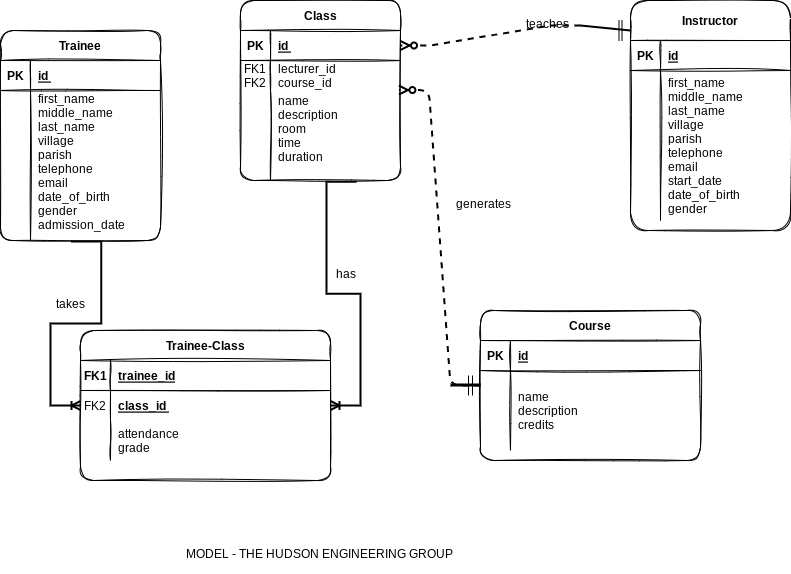 Class
PK id
FK1 lecturer_id
FK2 course_id
name
description
room
time
duration
teaches
Instructor
PK id
first_name
middle_name
last_name
village
parish
telephone
email
start_date
date_of_birth
gender
Trainee
PK id
first_name
middle_name
last_name
village
parish
telephone
email
date_of_birth
gender
admission_date
generates
has
takes
Trainee-Class
FK1 trainee_id
FK2 class_id
attendance
grade
Course
PK id
name
description
credits
MODEL - THE HUDSON ENGINEERING GROUP